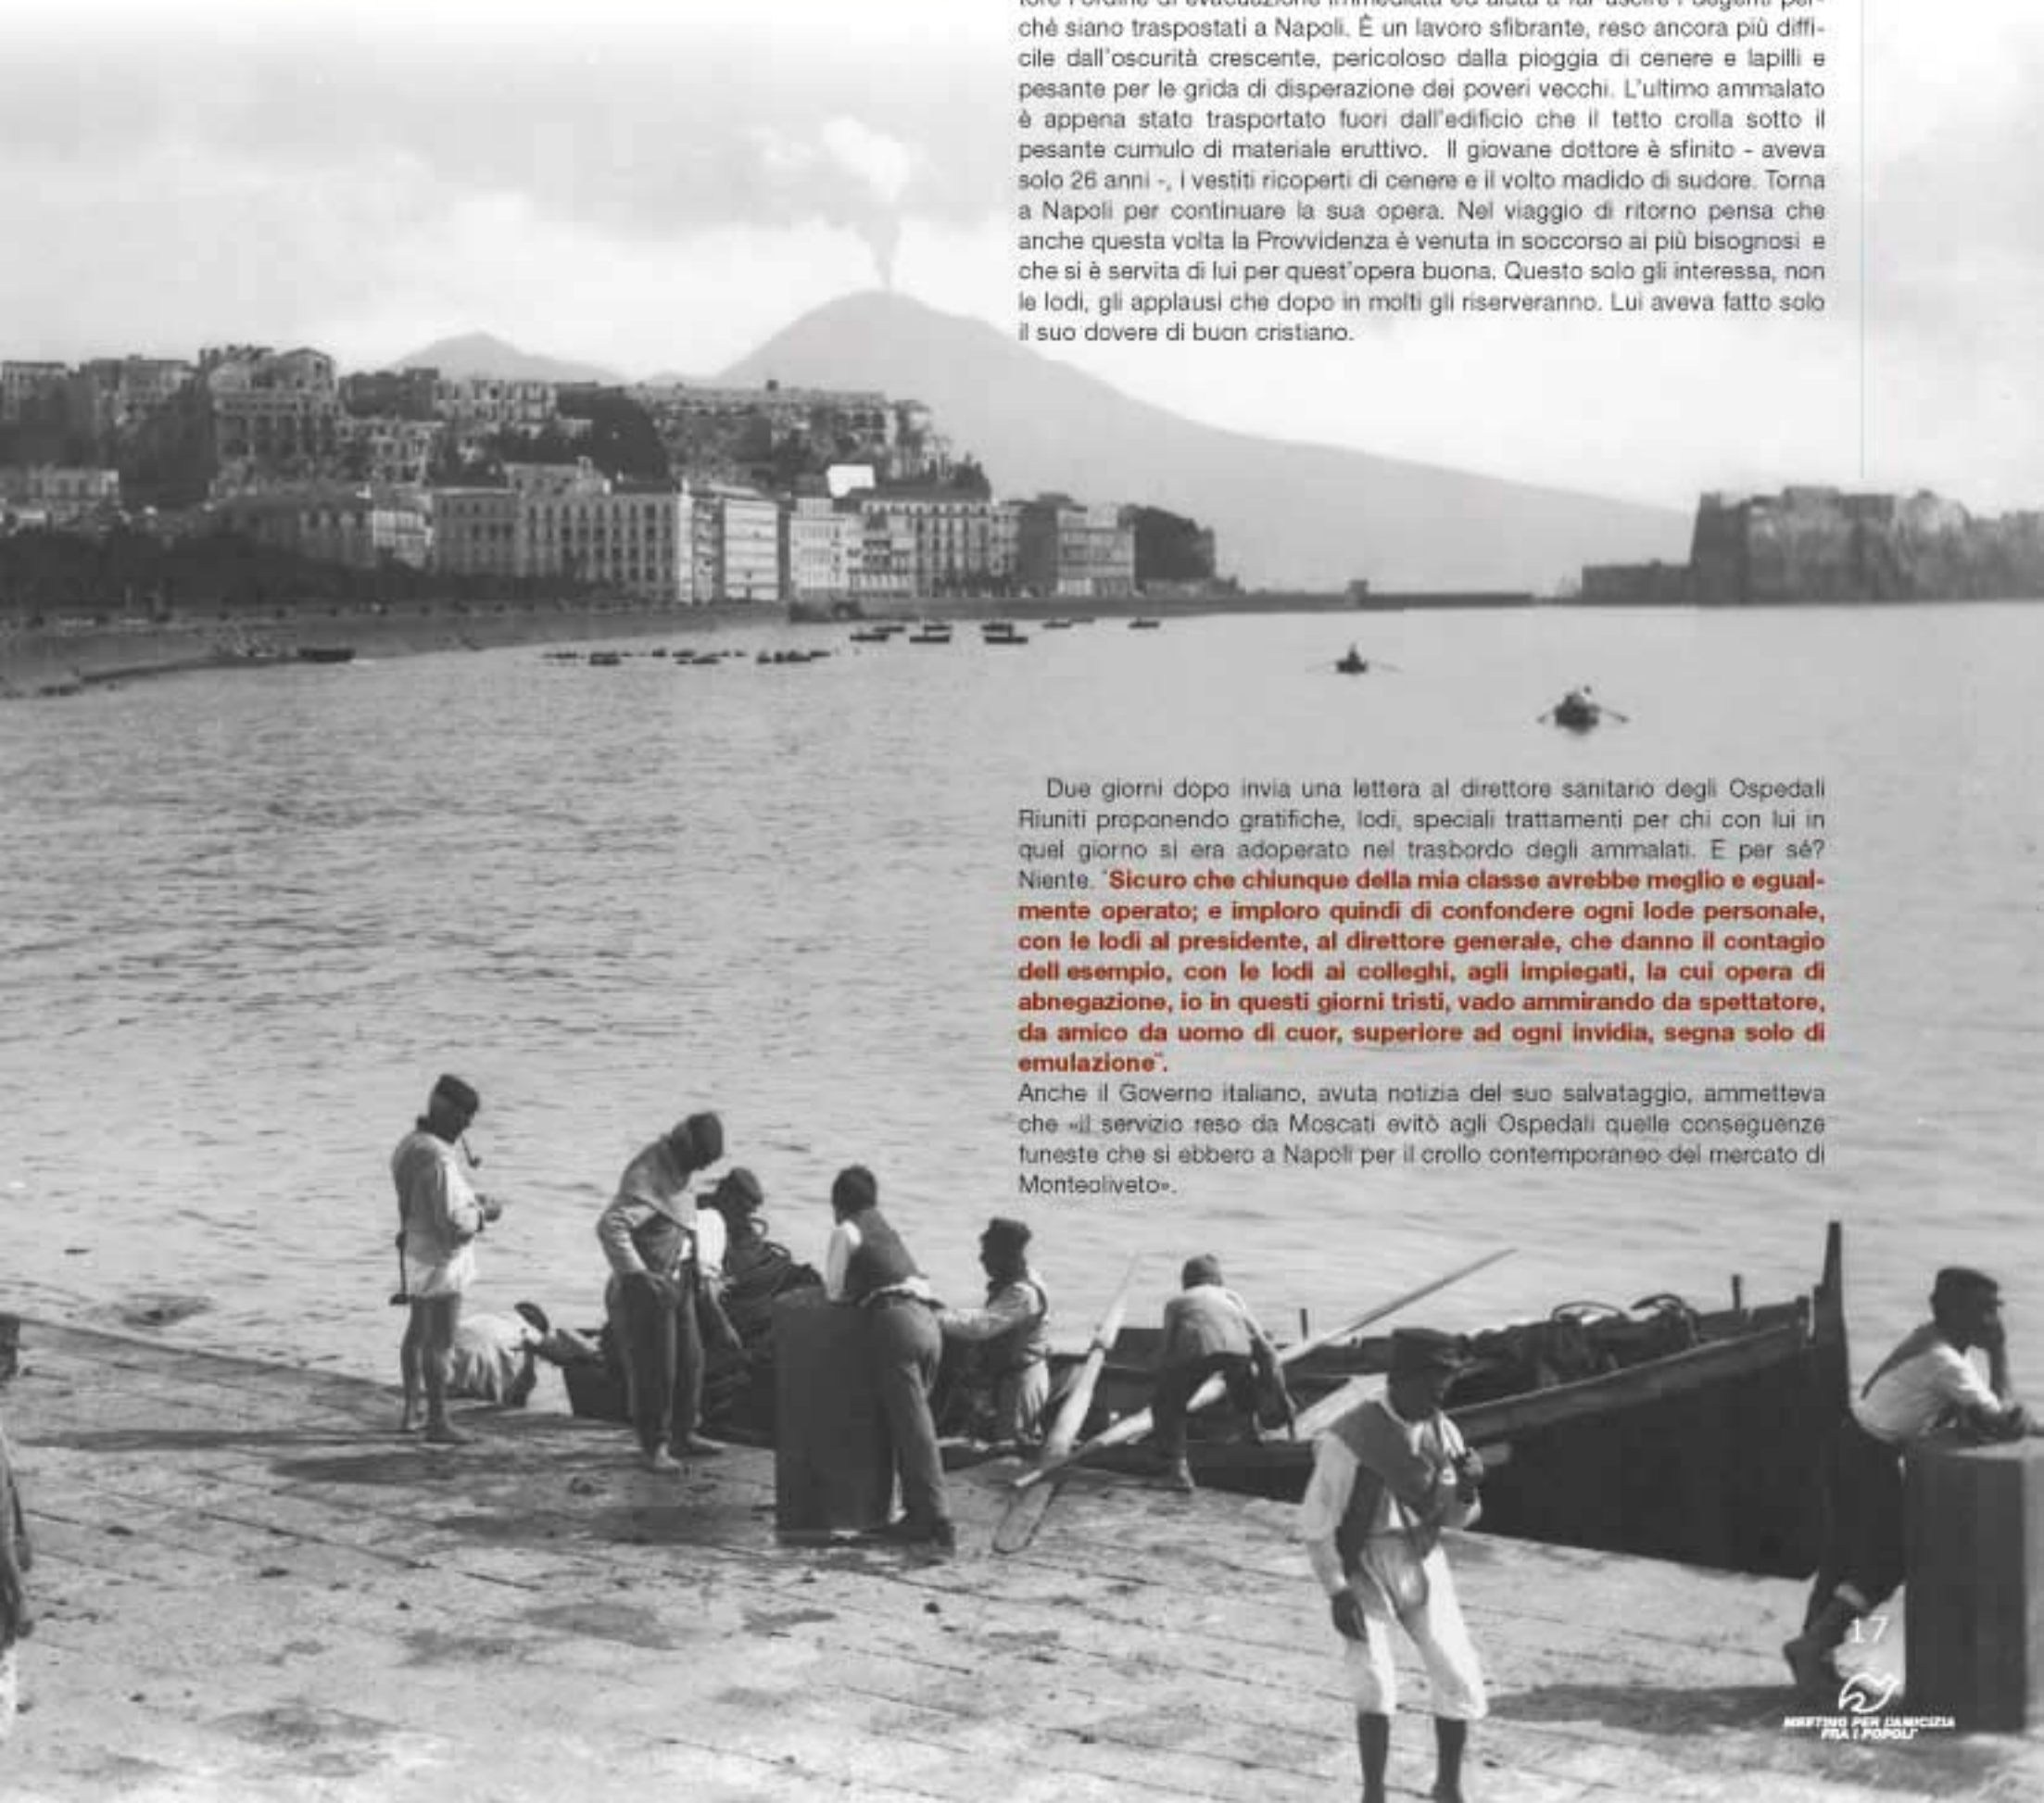 tore l'ordine di evacuazione immediata ed aiuta a far uscire i degenti per-
ché siano traspostati a Napoli. È un lavoro sfibrante, reso ancora più diffi-
cile dall'oscurità crescente, pericoloso dalla pioggia di cenere e lapilli e
pesante per le grida di disperazione dei poveri vecchi. L'ultimo ammalato
è appena stato trasportato fuori dall'edificio che il tetto crolla sotto il
pesante cumulo di materiale eruttivo. Il giovane dottore è sfinito - aveva
solo 26 anni -, i vestiti ricoperti di cenere e il volto madido di sudore. Torna
a Napoli per continuare la sua opera. Nel viaggio di ritorno pensa che
anche questa volta la Provvidenza è venuta in soccorso ai più bisognosi e
che si è servita di lui per quest'opera buona. Questo solo gli interessa, non
le lodi, gli applausi che dopo in molti gli riserveranno. Lui aveva fatto solo
il suo dovere di buon cristiano.
Due giorni dopo invia una lettera al direttore sanitario degli Ospedali
Riuniti proponendo gratifiche, lodi, speciali trattamenti per chi con lui in
quel giorno si era adoperato nel trasbordo degli ammalati. E per sé?
Niente. "Sicuro che chiunque della mia classe avrebbe meglio e egual-
mente operato; e imploro quindi di confondere ogni lode personale,
con le lodi al presidente, al direttore generale, che danno il contagio
dell esempio, con le lodi ai colleghi, agli impiegati, la cui opera di
abnegazione, io in questi giorni tristi, vado ammirando da spettatore,
da amico da uomo di cuor, superiore ad ogni invidia, segna solo di
emulazione".
Anche il Governo italiano, avuta notizia del suo salvataggio, ammetteva
che «il servizio reso da Moscati evitò agli Ospedali quelle conseguenze
funeste che si ebbero a Napoli per il crollo contemporaneo del mercato di
Monteoliveto».
17
MEETING PER L'AMICIZIA
FRA I POPOLI